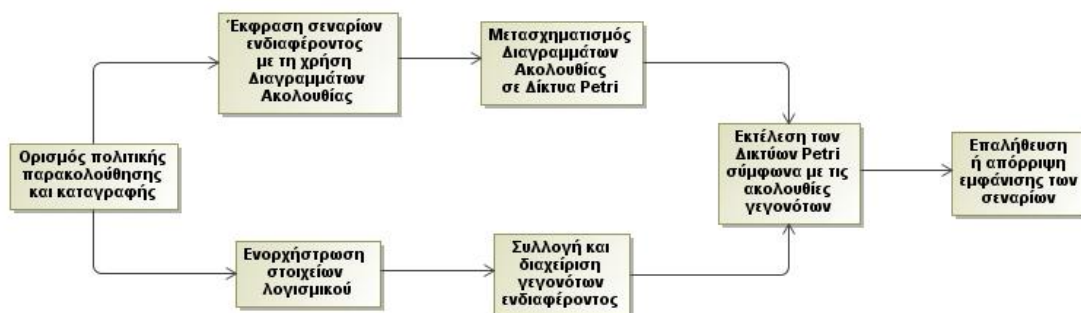 Έκφραση σεναρίων
ενδιαφέροντος
με τη χρήση
Διαγραμμάτων
Ακολουθίας
Μετασχηματισμός
Διαγραμμάτων
Ακολουθίας
σε Δίκτυα Petri
Ορισμός πολιτικής
παρακολούθησης
και καταγραφής
Εκτέλεση των
Δικτύων Petri
σύμφωνα με τις
ακολουθίες
γεγονότων
Επαλήθευση
ή απόρριψη
εμφάνισης των
σεναρίων
Ενορχήστρωση
στοιχείων
λογισμικού
Συλλογή και
διαχείριση
γεγονότων
ενδιαφέροντος